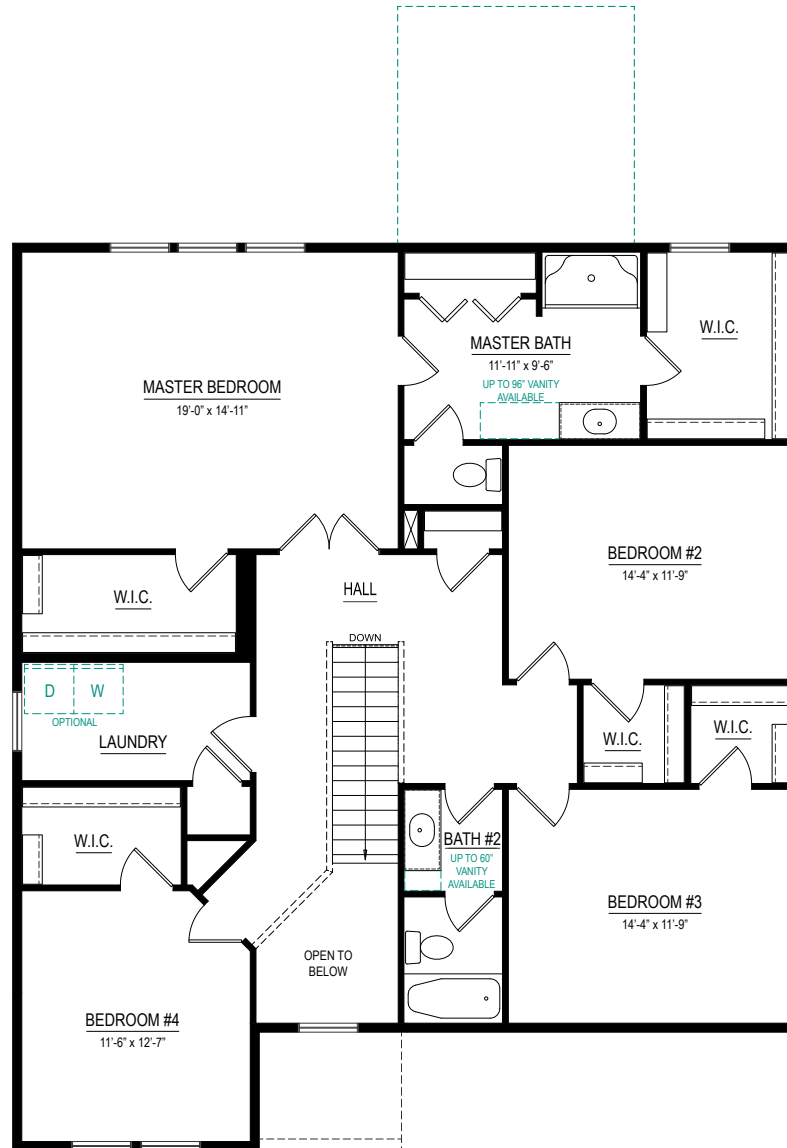 MASTER BEDROOM
19'-0" x 14'-11"
MASTER BATH
11'-11" x 9'-6"
UP TO 96" VANITY
AVAILABLE
W.I.C.
BEDROOM #2
14'-4" x 11'-9"
W.I.C.
HALL
DOWN
D
W
OPTIONAL
LAUNDRY
W.I.C.
W.I.C.
W.I.C.
BATH #2
UP TO 60"
VANITY
AVAILABLE
BEDROOM #3
14'-4" x 11'-9"
OPEN TO
BELOW
BEDROOM #4
11'-6" x 12'-7"